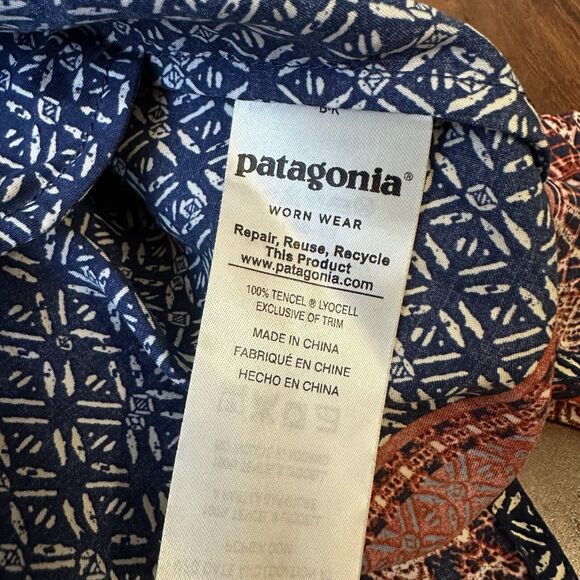 patagonia®
WORN WEAR
Repair, Reuse, Recycle
This Product
www.patagonia.com
100% TENCEL ® LYOCELL
EXCLUSIVE OF TRIM
MADE IN CHINA
FABRIQUÉ EN CHINE
HECHO EN CHINA